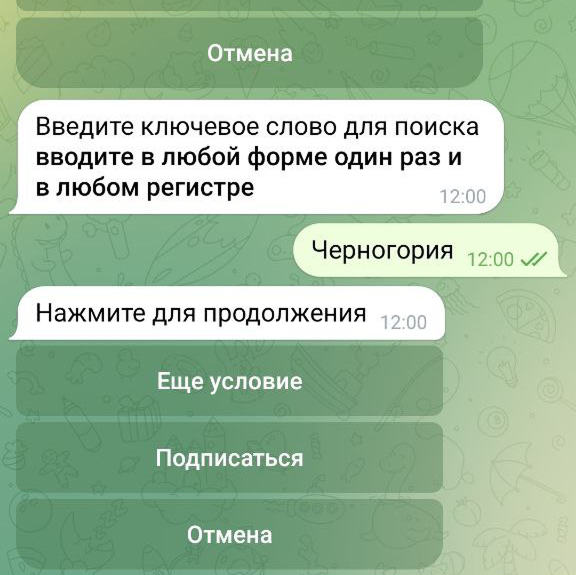 Отмена
Введите ключевое слово для поиска
вводите в любой форме один раз и
в любом регистре
12:00
Черногория
12:00
Нажмите для продолжения
12:00
Еще условие
Подписаться
Отмена